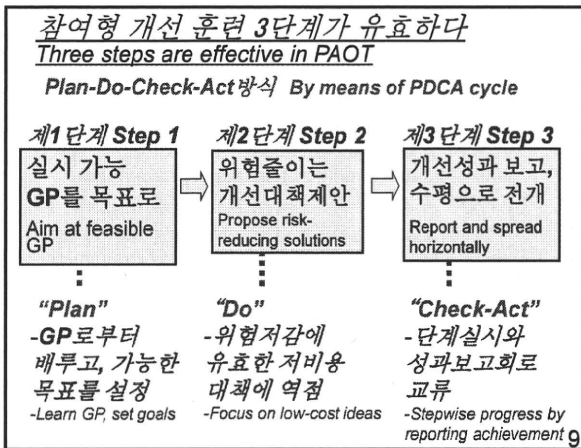 참여형 개선 훈련 3단계가 유효하다
Three steps are effective in PAOT
Plan-Do-Check-Act방식 By means of PDCA cycle
제1단계 Step 1
실시 가능
GP를 목표로
Aim at feasible
GP
"Plan"
-GP로부터
배루고, 가능한
목표를 설정
-Learn GP, set goals
제2단계 Step 2
위험줄이는
개선대책제안
Propose risk-
reducing solutions
"Do"
-위험저감에
유효한 저비용
대책에 역점
-Focus on low-cost ideas
제3단계 Step 3
개선성과 보고,
수평으로 전개
Report and spread
horizontally
"Check-Act"
-단계실시와
성과보고회로
교류
-Stepwise progress by
reporting achievement
9